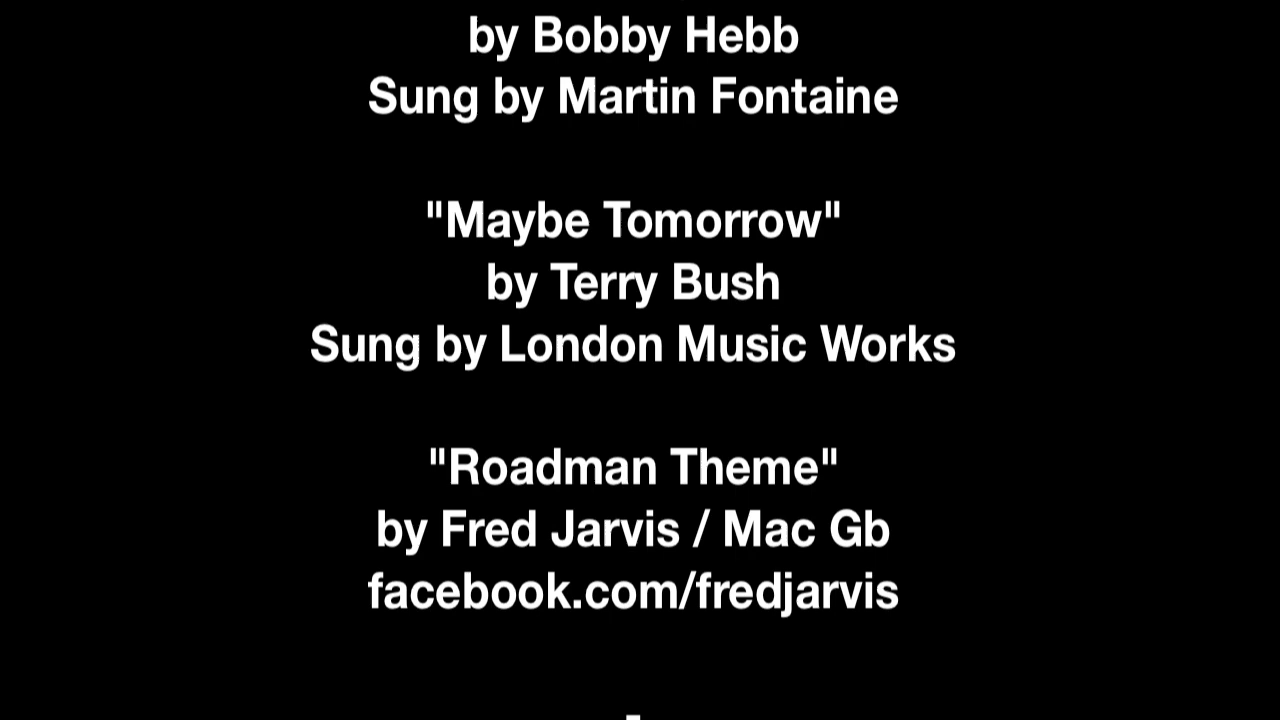 by Bobby Hebb
Sung by Martin Fontaine
"Maybe Tomorrow"
by Terry Bush
Sung by London Music Works
"Roadman Theme"
by Fred Jarvis / Mac Gb
facebook.com/fredjarvis